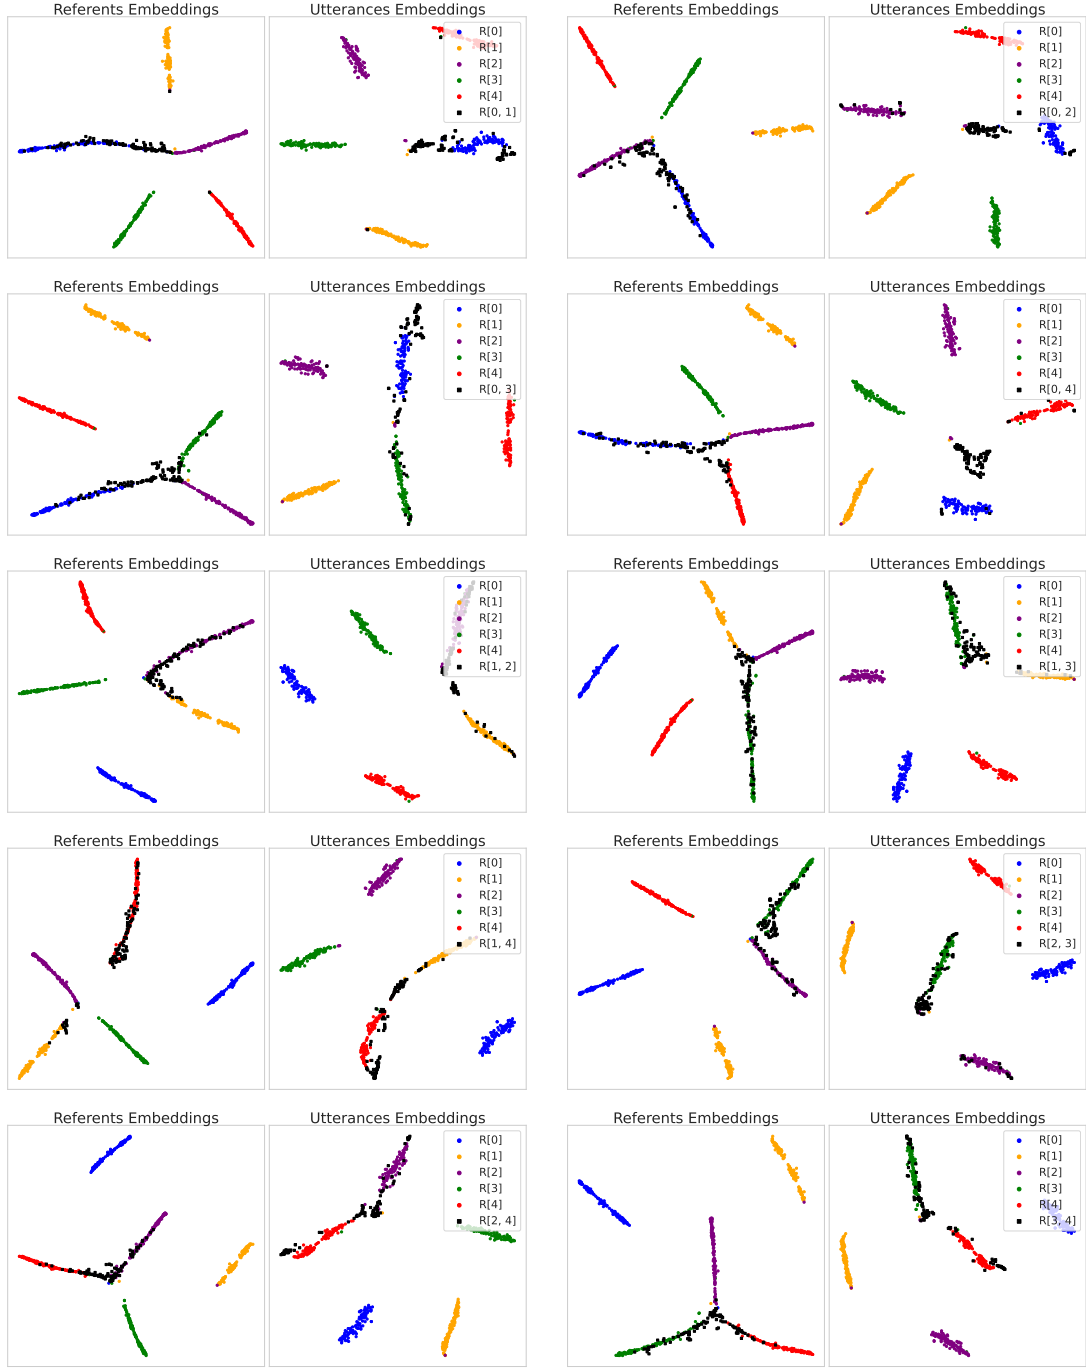 Referents Embeddings
Utterances Embeddings
R[0]
R[1]
R[2]
R[3]
R[4]
R[0, 1]
Referents Embeddings
Utterances Embeddings
R[0]
R[1]
R[2]
R[3]
R[4]
R[0, 2]
Referents Embeddings
Utterances Embeddings
R[0]
R[1]
R[2]
R[3]
R[4]
R[0, 3]
Referents Embeddings
Utterances Embeddings
R[0]
R[1]
R[2]
R[3]
R[4]
R[0, 4]
Referents Embeddings
Utterances Embeddings
R[0]
R[1]
R[2]
R[3]
R[4]
R[1, 2]
Referents Embeddings
Utterances Embeddings
R[0]
R[1]
R[2]
R[3]
R[4]
R[1, 3]
Referents Embeddings
Utterances Embeddings
R[0]
R[1]
R[2]
R[3]
R[4]
R[1, 4]
Referents Embeddings
Utterances Embeddings
R[0]
R[1]
R[2]
R[3]
R[4]
R[2, 3]
Referents Embeddings
Utterances Embeddings
R[0]
R[1]
R[2]
R[3]
R[4]
R[2, 4]
Referents Embeddings
Utterances Embeddings
R[0]
R[1]
R[2]
R[3]
R[4]
R[3, 4]